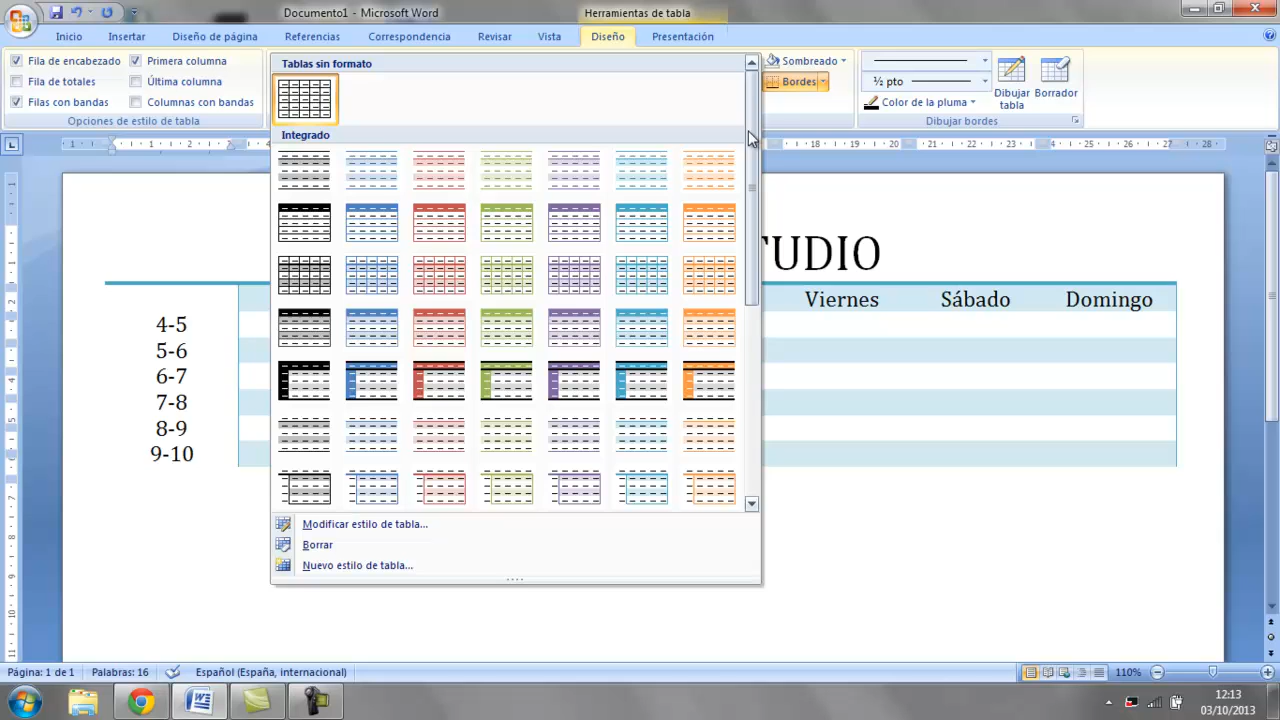 Documento1 - Microsoft Word
Herramientas de tabla
Inicio
Insertar
Diseño de página
Referencias
Correspondencia
Revisar
Vista
Diseño
Presentación
Fila de encabezado
Primera columna
Fila de totales
Última columna
Filas con bandas
Columnas con bandas
Opciones de estilo de tabla
Tablas sin formato
Integrado
Modificar estilo de tabla...
Borrar
Nuevo estilo de tabla...
Sombreado
Bordes
½ pto
Color de la pluma
Dibujar tabla
Borrador
Dibujar bordes
TUDIO
Viernes
Sábado
Domingo
4-5
5-6
6-7
7-8
8-9
9-10
Página: 1 de 1
Palabras: 16
Español (España, internacional)
110%
12:13
03/10/2013